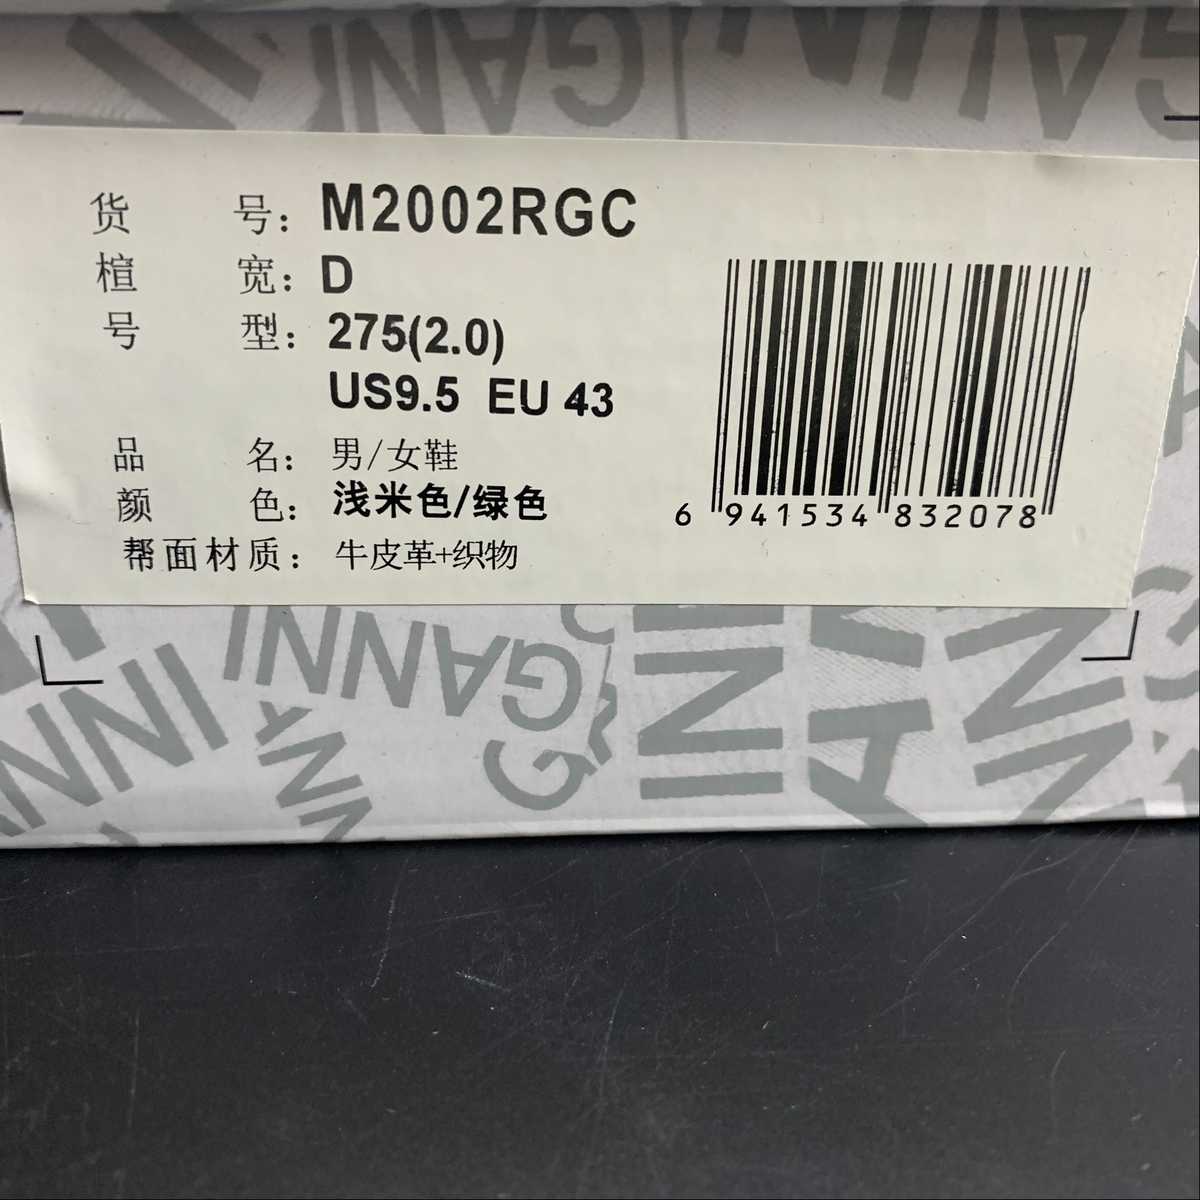 GANNI
GANNI
货 号: M2002RGC
楦 宽: D
号 型: 275(2.0)
US9.5 EU 43
品 名: 男/女鞋
颜 色: 浅米色/绿色
帮面材质: 牛皮革+织物
6 941534 832078
GANNI